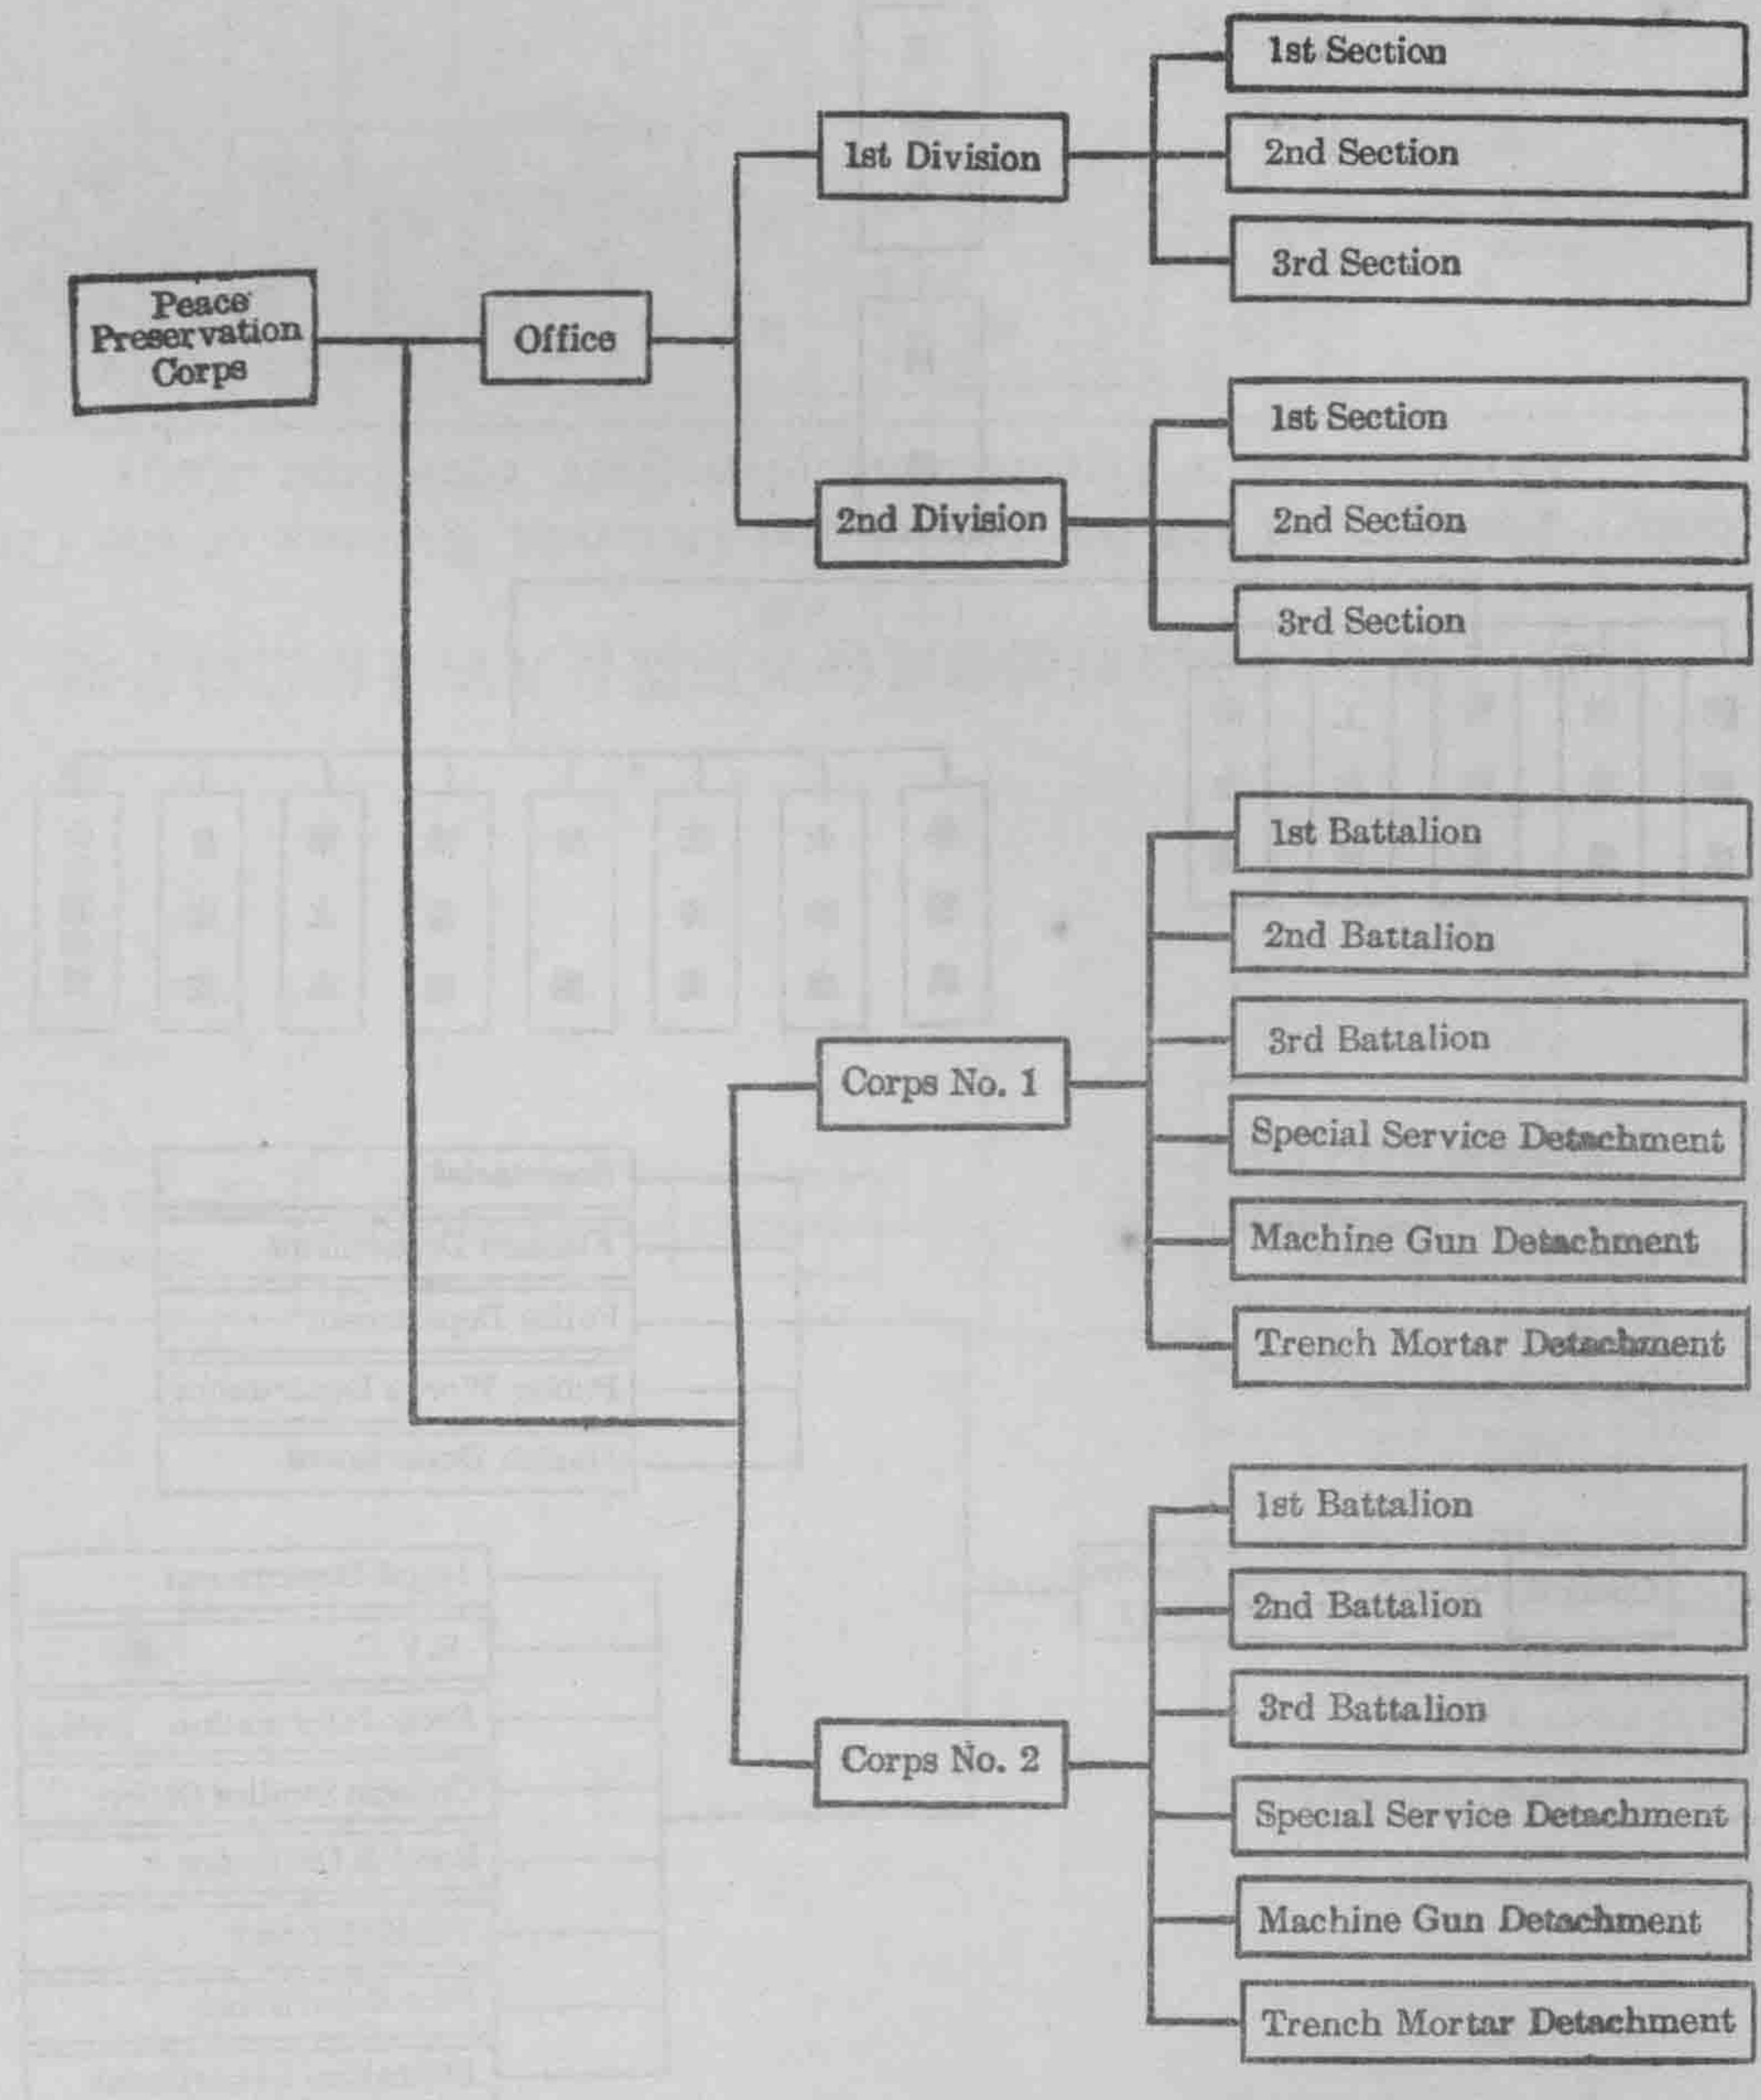 Peace
Preservation
Corps
Office
1st Division
1st Section
2nd Section
3rd Section
2nd Division
1st Section
2nd Section
3rd Section
Corps No. 1
1st Battalion
2nd Battalion
3rd Battalion
Special Service Detachment
Machine Gun Detachment
Trench Mortar Detachment
Corps No. 2
1st Battalion
2nd Battalion
3rd Battalion
Special Service Detachment
Machine Gun Detachment
Trench Mortar Detachment